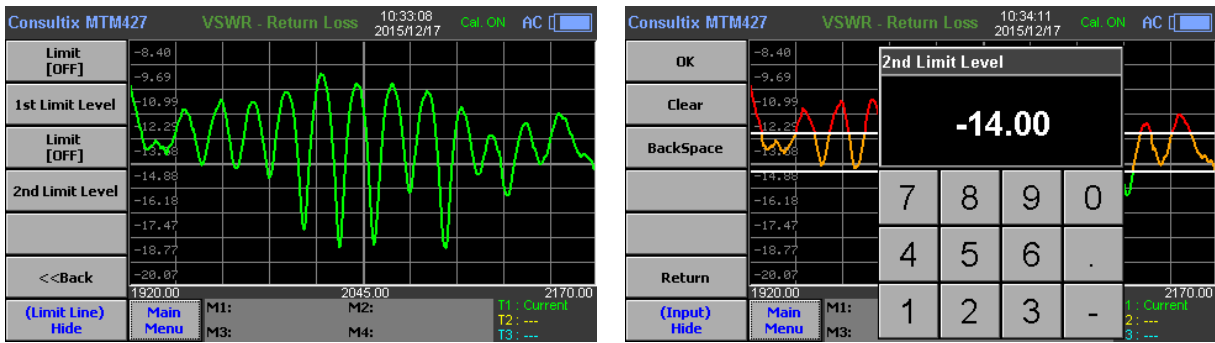 Consultix MTM427 VSWR - Return Loss 10:33:08 2015/12/17 Cal. ON AC
Limit
[OFF]
1st Limit Level
Limit
[OFF]
2nd Limit Level
<<Back
(Limit Line)
Hide
-8.40
-9.69
-10.99
-12.29
-13.58
-14.88
-16.18
-17.47
-18.77
-20.07
1920.00 2045.00 2170.00
Main
Menu
M1: M2:
M3: M4:
T1 : Current
T2 : ---
T3 : ---
Consultix MTM427 VSWR - Return Loss 10:34:11 2015/12/17 Cal. ON AC
OK
Clear
BackSpace
Return
(Input)
Hide
-8.40
-9.69
-10.99
-12.29
-13.58
-14.88
-16.18
-17.47
-18.77
-20.07
2nd Limit Level
-14.00
7 8 9 0
4 5 6 .
1 2 3 -
1920.00 2170.00
Main
Menu
M1:
M3:
1 : Current
2 : ---
3 : ---